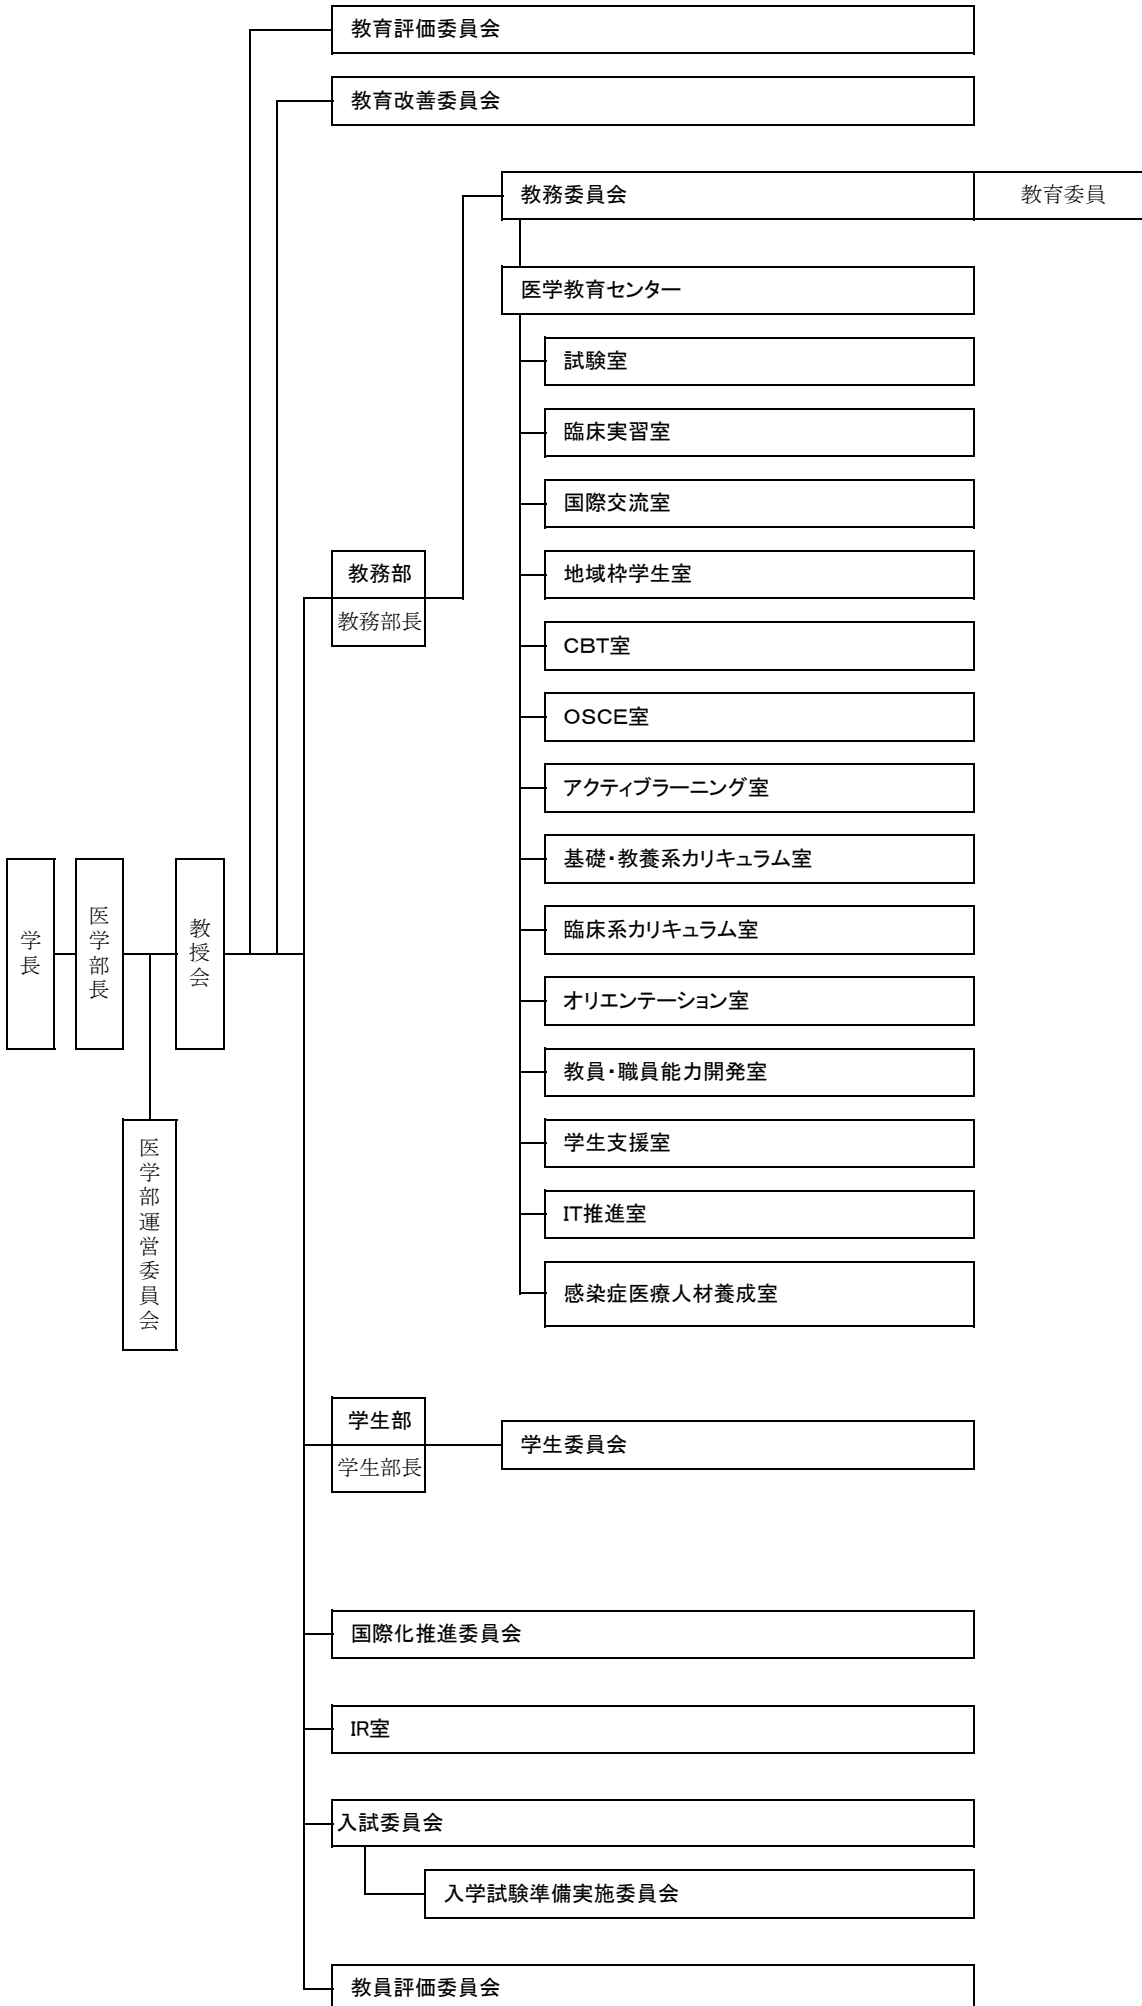 教育評価委員会
教育改善委員会
教務委員会
教育委員
医学教育センター
試験室
臨床実習室
国際交流室
地域枠学生室
教務部
教務部長
CBT室
OSCE室
アクティブラーニング室
基礎・教養系カリキュラム室
学長
医学部長
教授会
臨床系カリキュラム室
オリエンテーション室
教員・職員能力開発室
医学部運営委員会
学生支援室
IT推進室
感染症医療人材養成室
学生部
学生部長
学生委員会
国際化推進委員会
IR室
入試委員会
入学試験準備実施委員会
教員評価委員会